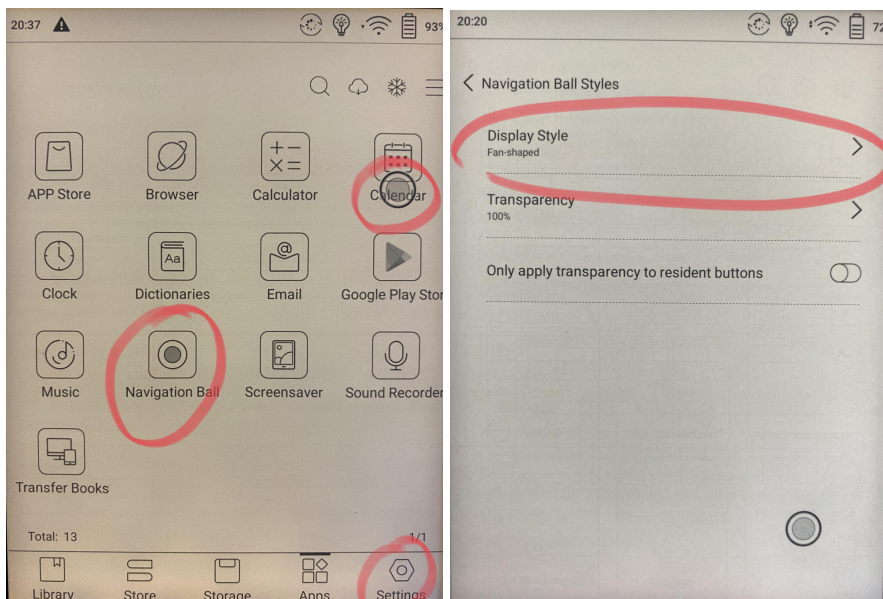 20:37
93%
APP Store
Browser
Calculator
Calendar
Clock
Aa
Dictionaries
@
Email
Google Play Stor
Music
Navigation Ball
Screensaver
Sound Recorder
Transfer Books
Total: 13
1/1
Library
Store
Storage
Apps
Settings
20:20
72
Navigation Ball Styles
Display Style
Fan-shaped
Transparency
100%
Only apply transparency to resident buttons